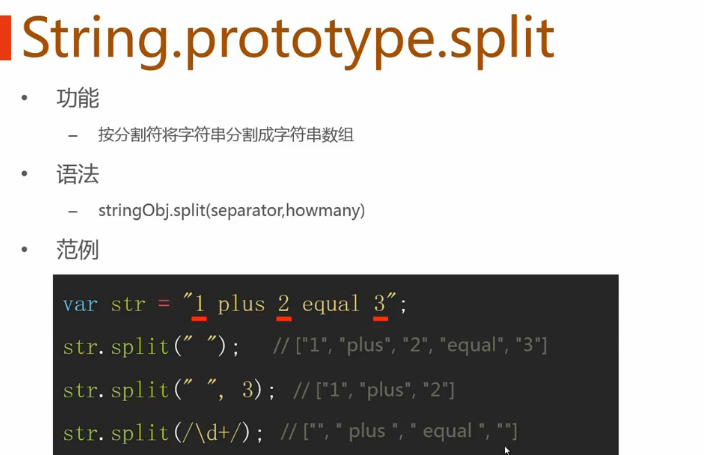 String.prototype.split
• 功能
– 按分割符将字符串分割成字符串数组
• 语法
– stringObj.split(separator,howmany)
• 范例
var str = "1 plus 2 equal 3";
str.split(" "); // ["1", "plus", "2", "equal", "3"]
str.split(" ", 3); // ["1", "plus", "2"]
str.split(/\d+/); // ["", " plus ", " equal ", ""]